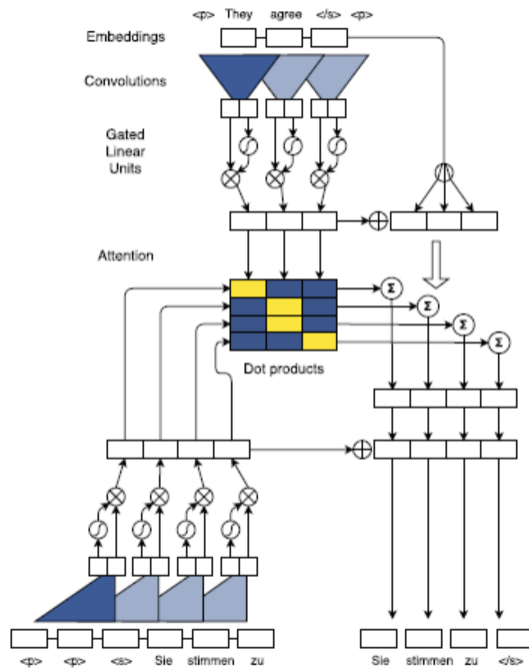 <p> They agree </s> <p>
Embeddings
Convolutions
Gated
Linear
Units
Attention
Σ
Σ
Σ
Σ
Dot products
<p> <p> <s> Sie stimmen zu
Sie stimmen zu </s>